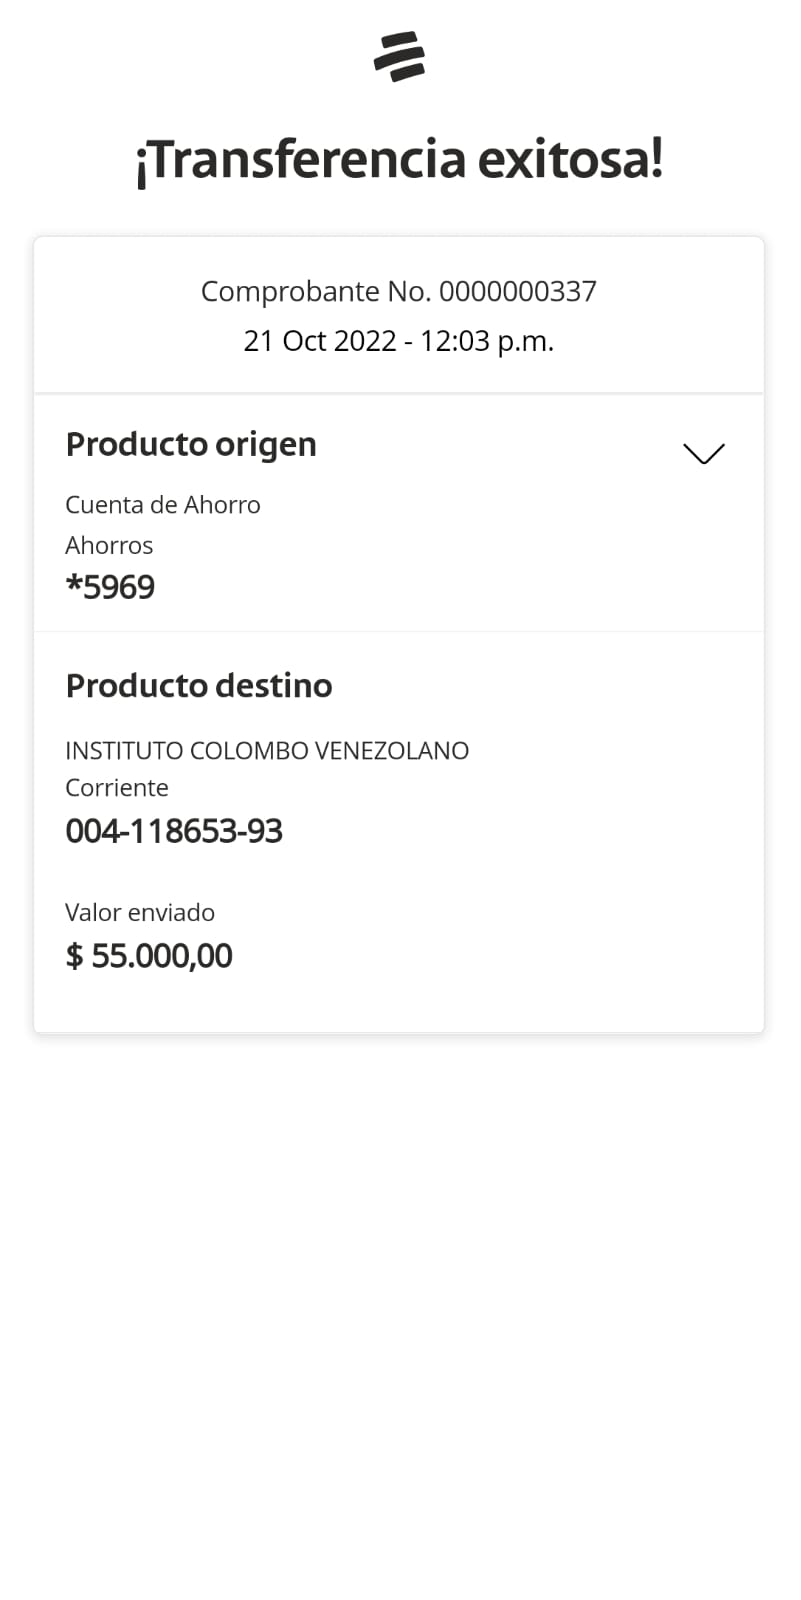 ¡Transferencia exitosa!
Comprobante No. 0000000337
21 Oct 2022 - 12:03 p.m.
Producto origen
Cuenta de Ahorro
Ahorros
*5969
Producto destino
INSTITUTO COLOMBO VENEZOLANO
Corriente
004-118653-93
Valor enviado
$ 55.000,00